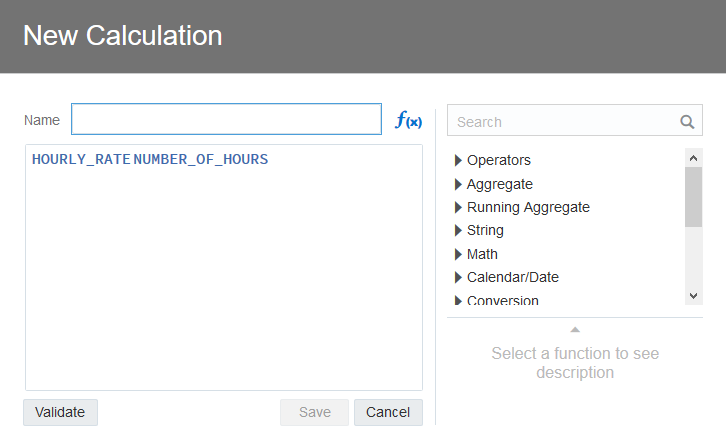 New Calculation
Name
f(x)
HOURLY_RATE NUMBER_OF_HOURS
Validate
Save
Cancel
Search
Operators
Aggregate
Running Aggregate
String
Math
Calendar/Date
Conversion
Select a function to see
description